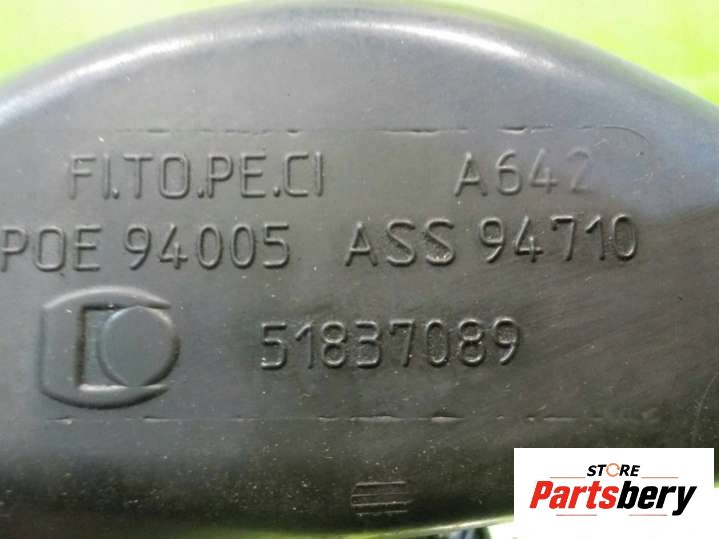 FI.TO.PE.CI A642
POE 94005 ASS 94710
51837089
STORE
Partsbery